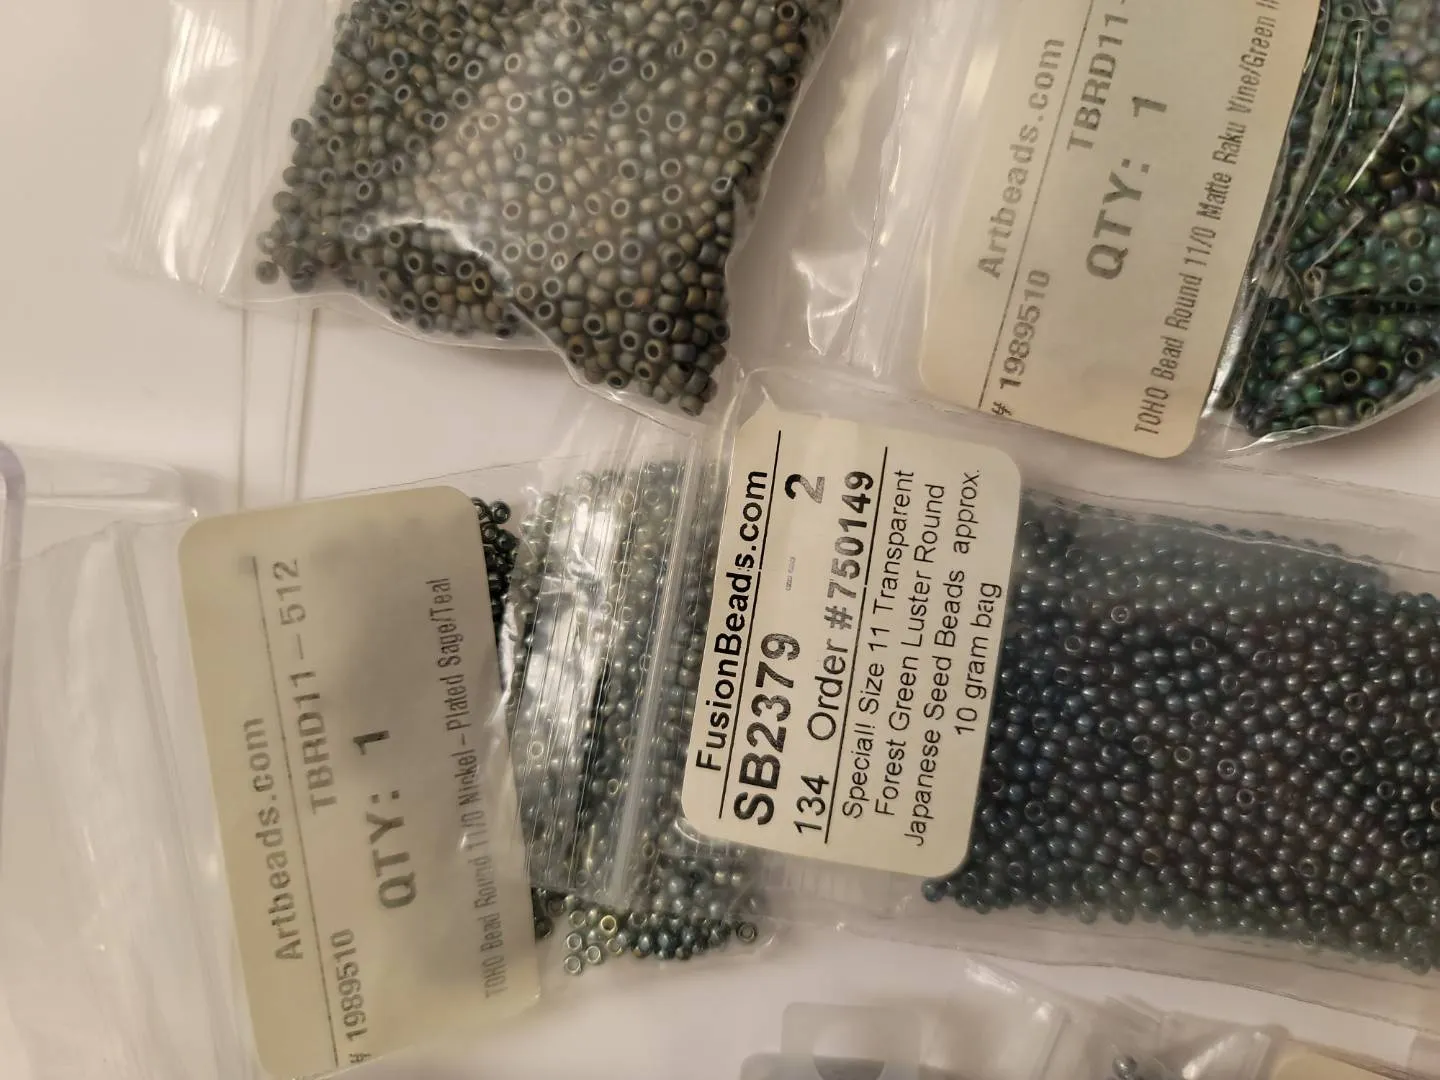 Artbeads.com
# 1989510 TBRD11-
QTY: 1
TOHO Bead Round 11/0 Matte Raku Vine/Green
FusionBeads.com
SB2379 2
134 Order #750149
Special! Size 11 Transparent
Forest Green Luster Round
Japanese Seed Beads approx.
10 gram bag
Artbeads.com
# 1989510 TBRD11-512
QTY: 1
TOHO Bead Round 11/0 Nickel-Plated Sage/Teal